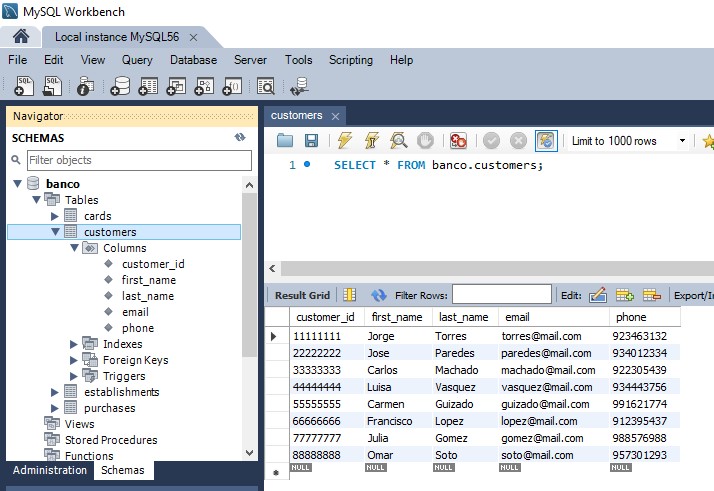 MySQL Workbench
Local instance MySQL56 ×
File Edit View Query Database Server Tools Scripting Help
Navigator
SCHEMAS
Filter objects
banco
Tables
cards
customers
Columns
customer_id
first_name
last_name
email
phone
Indexes
Foreign Keys
Triggers
establishments
purchases
Views
Stored Procedures
Functions
Administration Schemas
customers ×
Limit to 1000 rows
1 SELECT * FROM banco.customers;
Result Grid Filter Rows: Edit: Export/In
customer_id first_name last_name email phone
11111111 Jorge Torres torres@mail.com 923463132
22222222 Jose Paredes paredes@mail.com 934012334
33333333 Carlos Machado machado@mail.com 922305439
44444444 Luisa Vasquez vasquez@mail.com 934443756
55555555 Carmen Guizado guizado@mail.com 991621774
66666666 Francisco Lopez lopez@mail.com 912395437
77777777 Julia Gomez gomez@mail.com 988576988
88888888 Omar Soto soto@mail.com 957301293
NULL NULL NULL NULL NULL